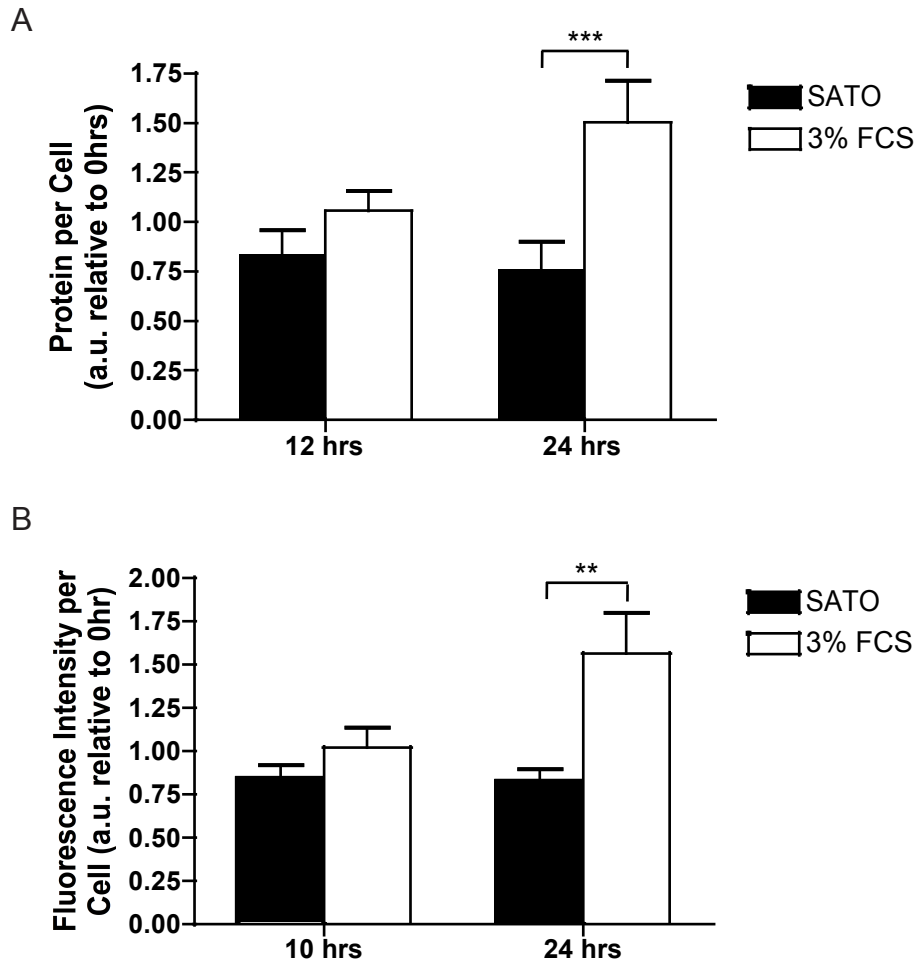 A
***
1.75
1.50
1.25
1.00
0.75
0.50
0.25
0.00
Protein per Cell
(a.u. relative to 0hrs)
12 hrs
24 hrs
SATO
3% FCS
B
**
2.00
1.75
1.50
1.25
1.00
0.75
0.50
0.25
0.00
Fluorescence Intensity per
Cell (a.u. relative to 0hr)
10 hrs
24 hrs
SATO
3% FCS